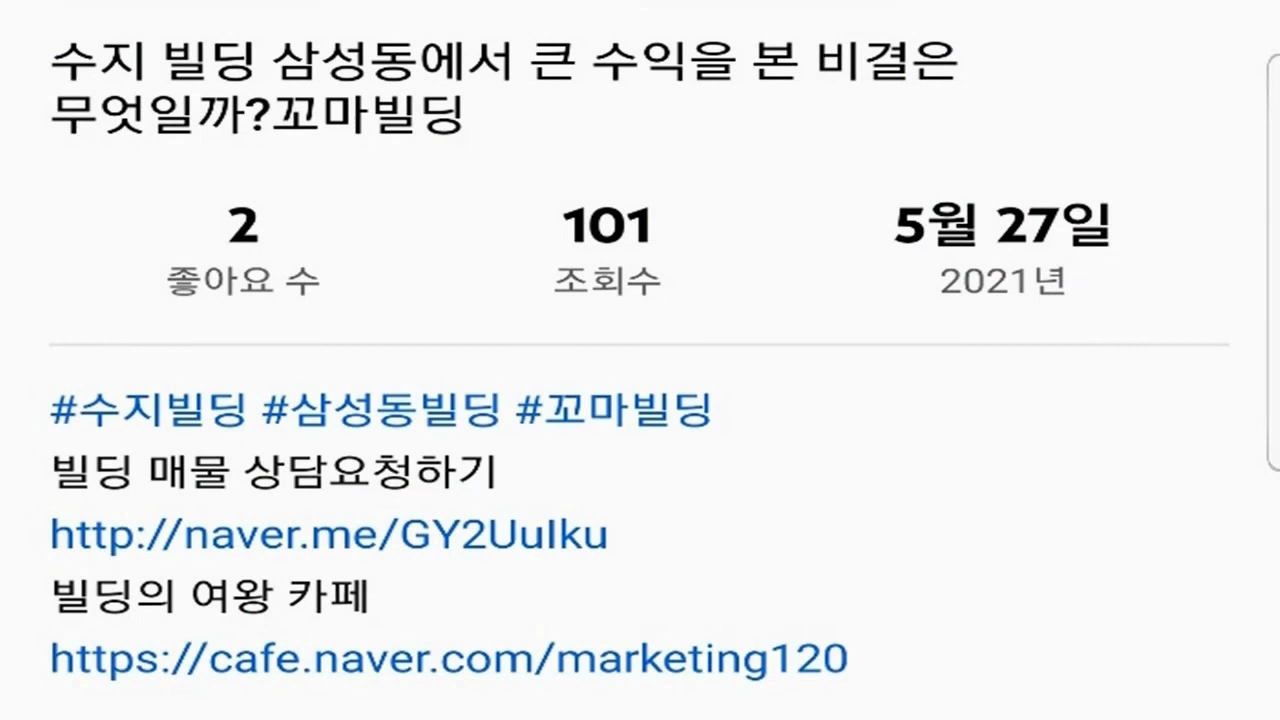 수지 빌딩 삼성동에서 큰 수익을 본 비결은
무엇일까?꼬마빌딩
2 101 5월 27일
좋아요 수 조회수 2021년
#수지빌딩 #삼성동빌딩 #꼬마빌딩
빌딩 매물 상담요청하기
http://naver.me/GY2UuIku
빌딩의 여왕 카페
https://cafe.naver.com/marketing120